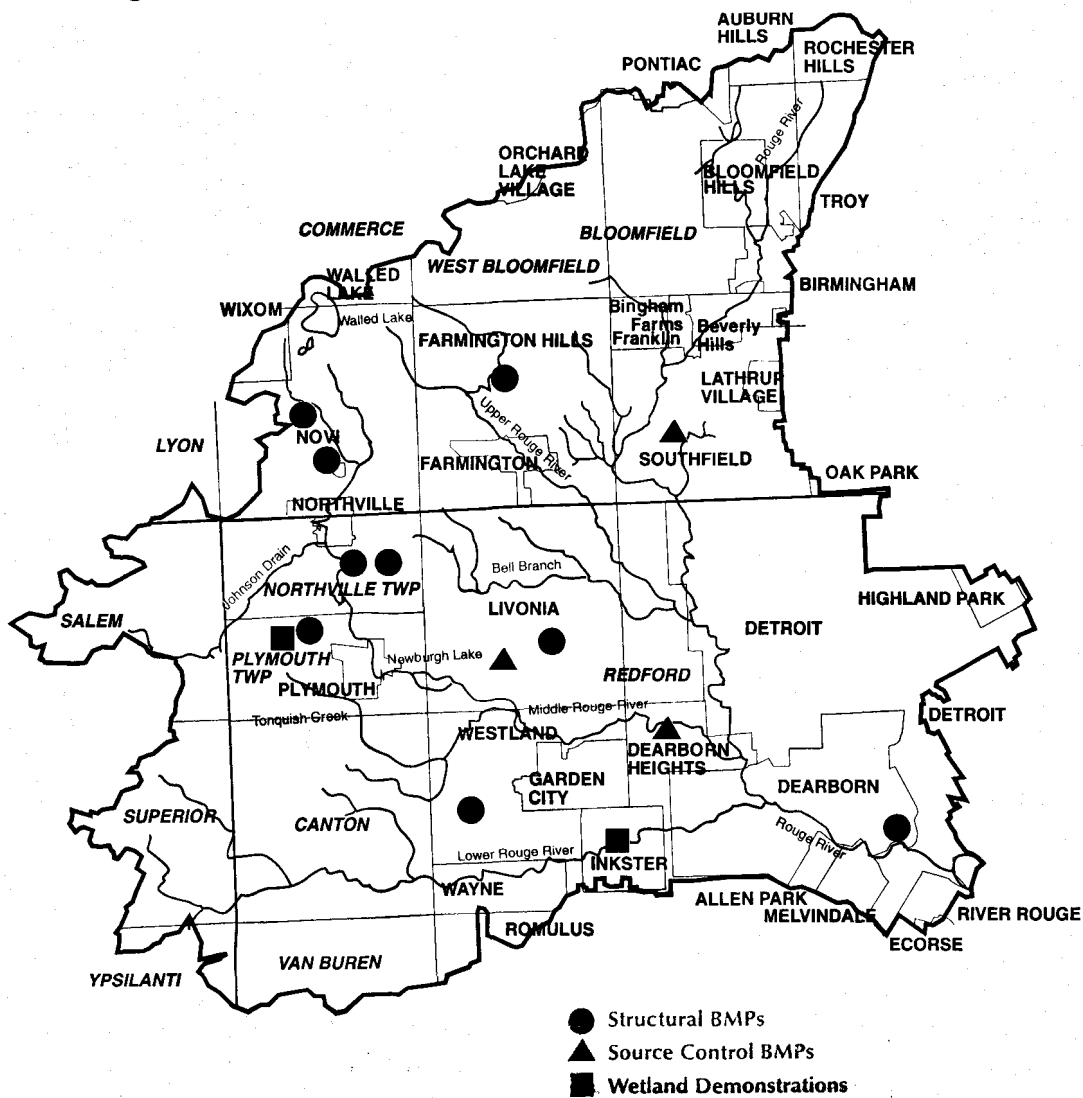 AUBURN
HILLS
ROCHESTER
HILLS
PONTIAC
Rouge River
ORCHARD
LAKE
VILLAGE
BLOOMFIELD
HILLS
TROY
COMMERCE
BLOOMFIELD
WEST BLOOMFIELD
WALLED
LAKE
BIRMINGHAM
WIXOM
Walled Lake
Bingham
Farms
Franklin
Beverly
Hills
FARMINGTON HILLS
LATHRUP
VILLAGE
Upper Rouge River
LYON
NOVI
FARMINGTON
SOUTHFIELD
OAK PARK
NORTHVILLE
Johnson Drain
Bell Branch
NORTHVILLE TWP
LIVONIA
HIGHLAND PARK
SALEM
DETROIT
PLYMOUTH
TWP
Newburgh Lake
REDFORD
PLYMOUTH
Tonquish Creek
Middle Rouge River
DETROIT
WESTLAND
DEARBORN
HEIGHTS
GARDEN
CITY
DEARBORN
SUPERIOR
CANTON
Rouge River
Lower Rouge River
INKSTER
WAYNE
ALLEN PARK
MELVINDALE
RIVER ROUGE
ROMULUS
ECORSE
YPSILANTI
VAN BUREN
Structural BMPs
Source Control BMPs
Wetland Demonstrations